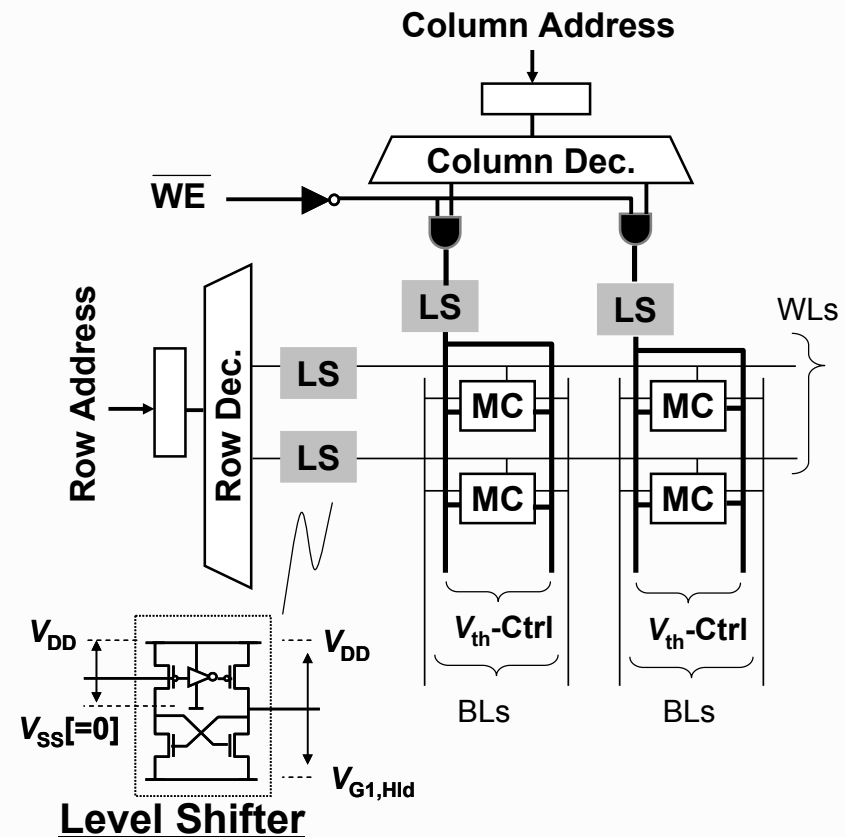 Column Address
Column Dec.
WE
LS
LS
WLs
Row Address
Row Dec.
LS
MC
MC
LS
MC
MC
Vth-Ctrl
Vth-Ctrl
BLs
BLs
VDD
VDD
VSS[=0]
VG1,Hld
Level Shifter